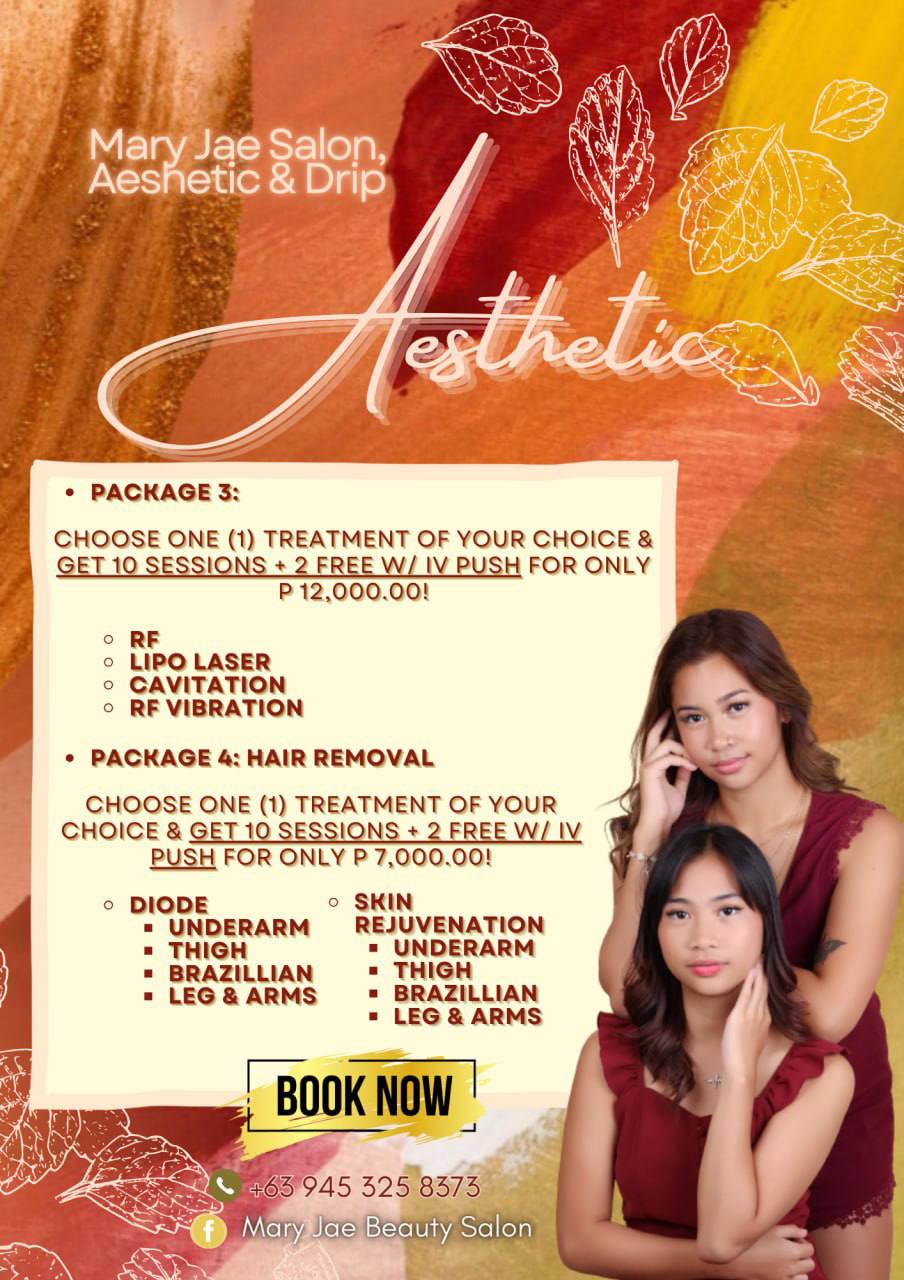 Mary Jae Salon,
Aeshetic & Drip
Aesthetic
• PACKAGE 3:
CHOOSE ONE (1) TREATMENT OF YOUR CHOICE &
GET 10 SESSIONS + 2 FREE W/ IV PUSH FOR ONLY
P 12,000.00!
○ RF
○ LIPO LASER
○ CAVITATION
○ RF VIBRATION
• PACKAGE 4: HAIR REMOVAL
CHOOSE ONE (1) TREATMENT OF YOUR
CHOICE & GET 10 SESSIONS + 2 FREE W/ IV
PUSH FOR ONLY P 7,000.00!
○ DIODE
▪ UNDERARM
▪ THIGH
▪ BRAZILLIAN
▪ LEG & ARMS
○ SKIN
REJUVENATION
▪ UNDERARM
▪ THIGH
▪ BRAZILLIAN
▪ LEG & ARMS
BOOK NOW
+63 945 325 8373
Mary Jae Beauty Salon